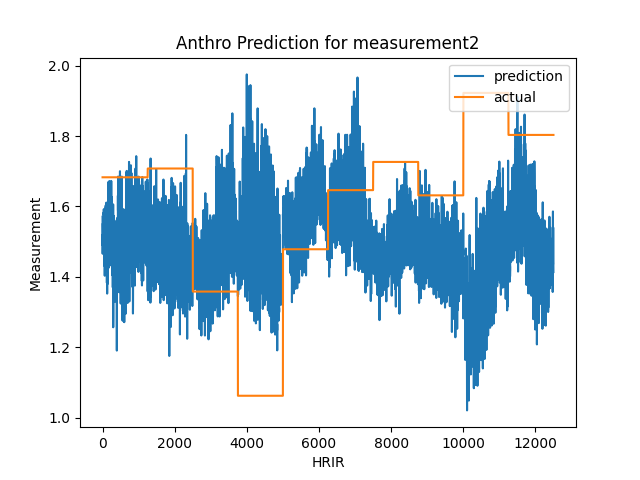 Anthro Prediction for measurement2
prediction
actual
2.0
1.8
1.6
1.4
1.2
1.0
Measurement
0 2000 4000 6000 8000 10000 12000
HRIR